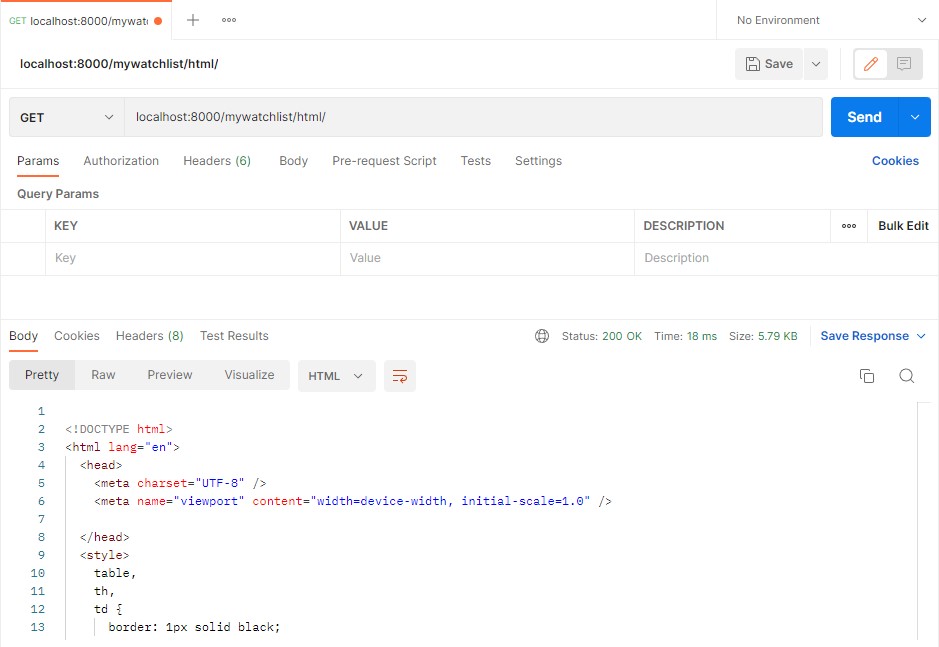 GET localhost:8000/mywat No Environment
localhost:8000/mywatchlist/html/ Save
GET localhost:8000/mywatchlist/html/ Send
Params Authorization Headers (6) Body Pre-request Script Tests Settings Cookies
Query Params
KEY VALUE DESCRIPTION Bulk Edit
Key Value Description
Body Cookies Headers (8) Test Results Status: 200 OK Time: 18 ms Size: 5.79 KB Save Response
Pretty Raw Preview Visualize HTML
1
2 <!DOCTYPE html>
3 <html lang="en">
4 <head>
5 <meta charset="UTF-8" />
6 <meta name="viewport" content="width=device-width, initial-scale=1.0" />
7
8 </head>
9 <style>
10 table,
11 th,
12 td {
13 border: 1px solid black;